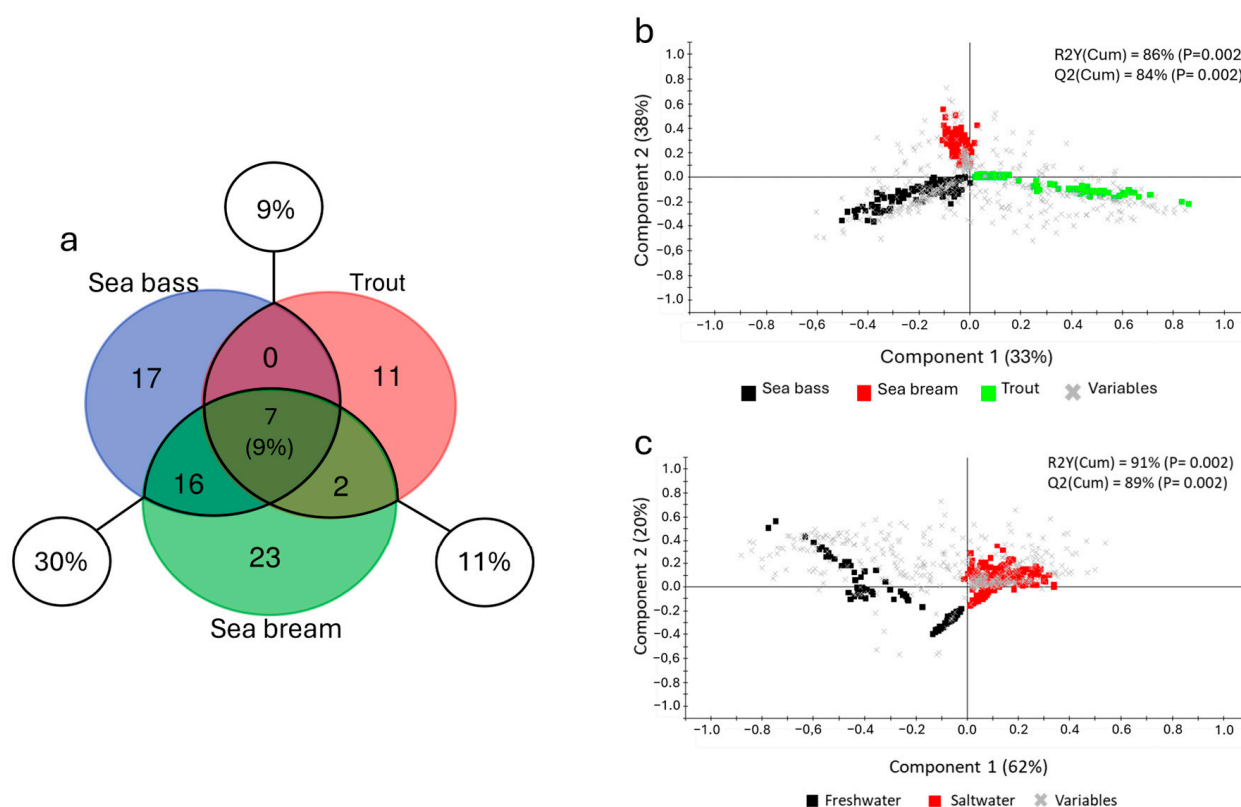 a
9%
Sea bass
Trout
17
0
11
7
(9%)
16
2
23
30%
11%
Sea bream
b
R2Y(Cum) = 86% (P=0.002
Q2(Cum) = 84% (P= 0.002)
1.0
0.8
0.6
0.4
0.2
0.0
−0.2
−0.4
−0.6
−0.8
−1.0
Component 2 (38%)
−1.0 −0.8 −0,6 −0.4 −0.2 0.0 0.2 0.4 0.6 0.8 1.0
Component 1 (33%)
Sea bass Sea bream Trout Variables
c
R2Y(Cum) = 91% (P= 0.002)
Q2(Cum) = 89% (P= 0.002)
1.0
0.8
0.6
0.4
0.2
0.0
−0.2
−0.4
−0.6
−0.8
−1.0
Component 2 (20%)
−1.0 −0.8 −0,6 −0.4 −0.2 0.0 0.2 0.4 0.6 0.8 1.0
Component 1 (62%)
Freshwater Saltwater Variables